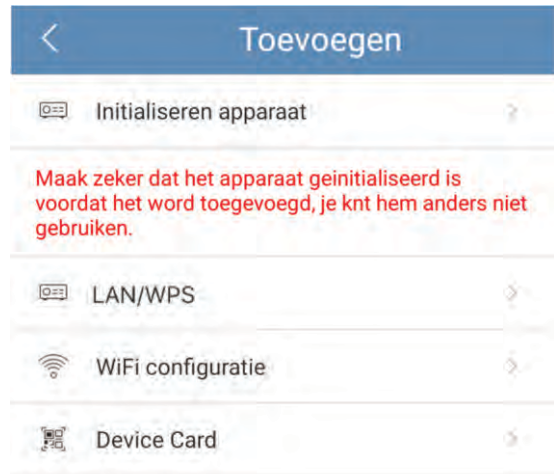 Toevoegen
Initialiseren apparaat
Maak zeker dat het apparaat geinitialiseerd is
voordat het word toegevoegd, je knt hem anders niet
gebruiken.
LAN/WPS
WiFi configuratie
Device Card